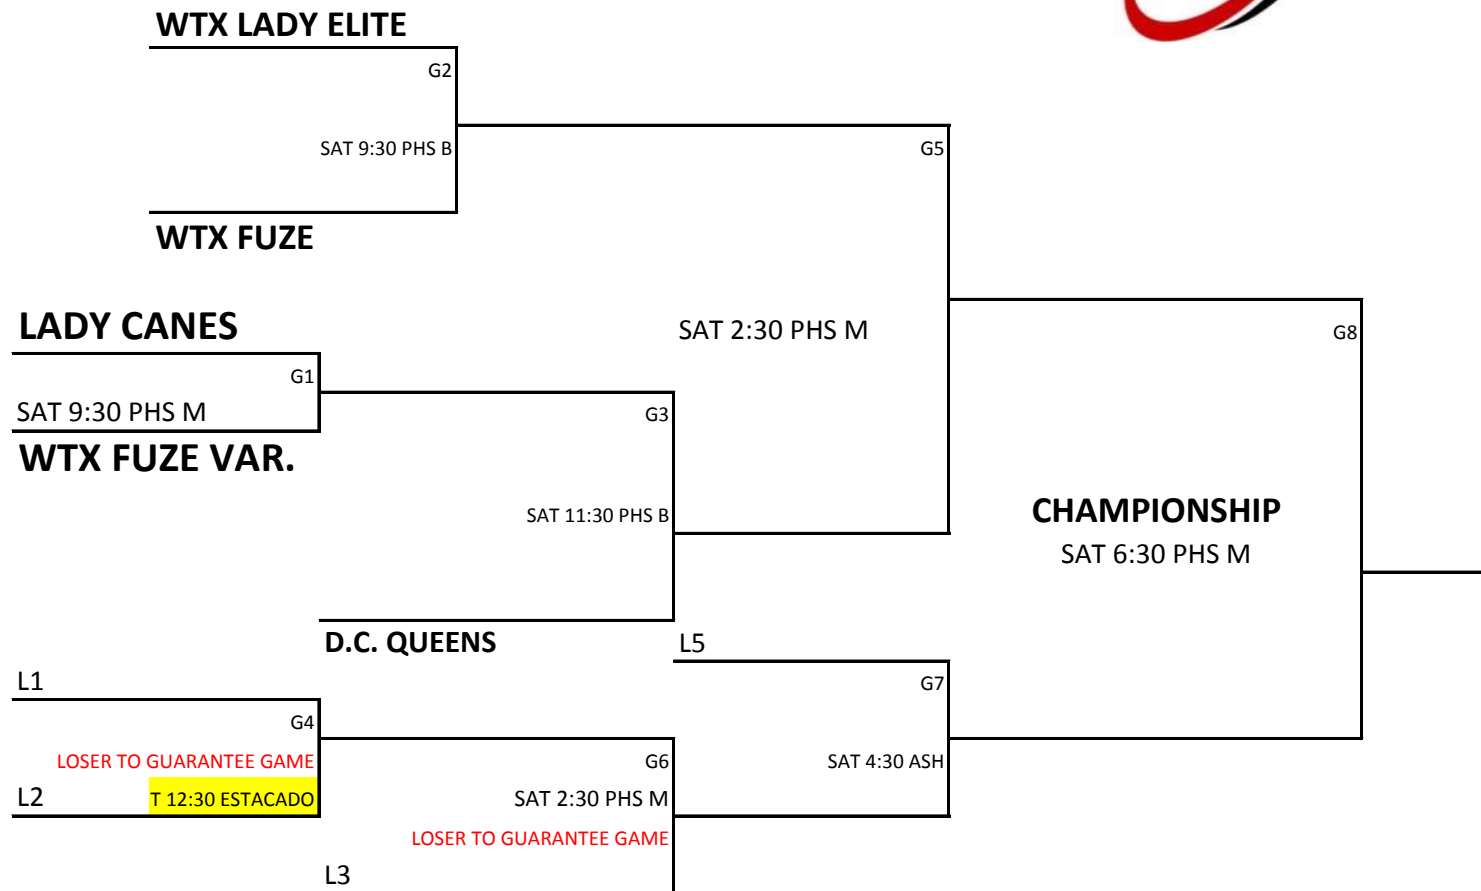 WTX LADY ELITE
G2
SAT 9:30 PHS B
G5
WTX FUZE
LADY CANES
SAT 2:30 PHS M
G8
G1
SAT 9:30 PHS M
G3
WTX FUZE VAR.
SAT 11:30 PHS B
CHAMPIONSHIP
SAT 6:30 PHS M
D.C. QUEENS
L5
L1
G7
G4
LOSER TO GUARANTEE GAME
G6
SAT 4:30 ASH
L2
T 12:30 ESTACADO
SAT 2:30 PHS M
LOSER TO GUARANTEE GAME
L3